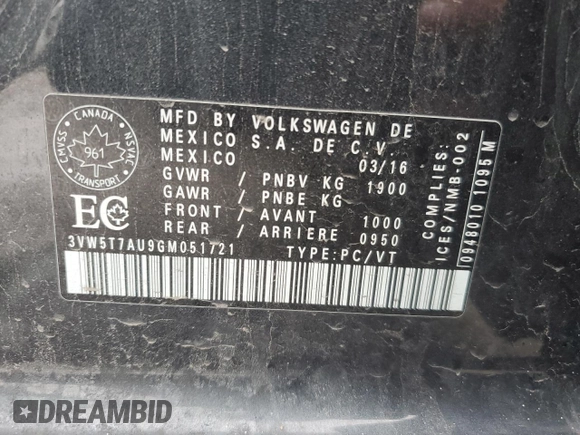 MFD BY VOLKSWAGEN DE
MEXICO S.A. DE C.V.
MEXICO 03/16
GVWR / PNBV KG 1900
GAWR / PNBE KG
FRONT / AVANT 1000
REAR / ARRIERE 0950
3VW5T7AU9GM051721 TYPE:PC/VT
CANADA
CMVSS NSVAC
961
TRANSPORT
EC
COMPLIES:
ICES/NMB-002
10948010 1095 M
DREAMBID